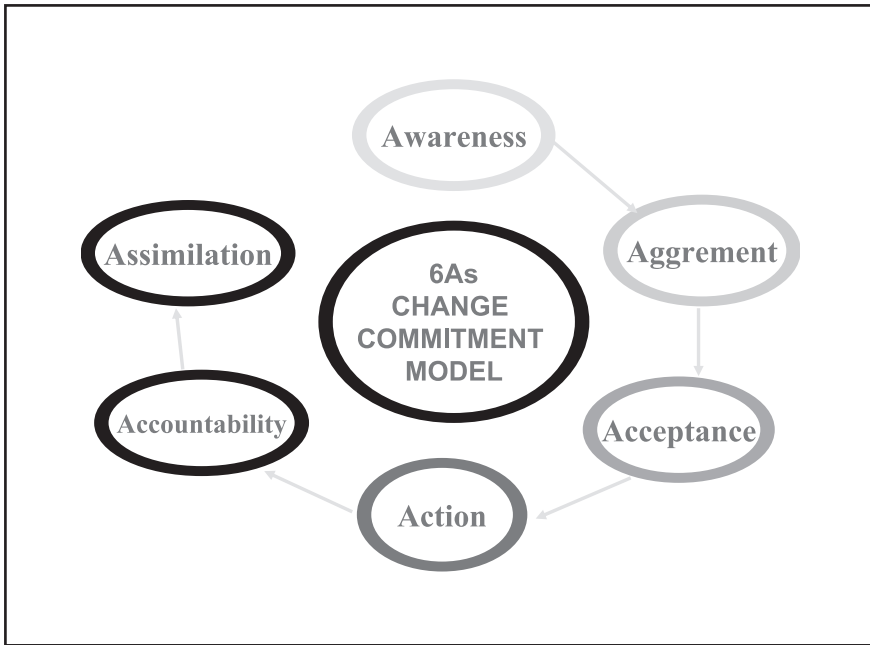 Awareness
Aggrement
Acceptance
Action
Accountability
Assimilation
6As
CHANGE
COMMITMENT
MODEL